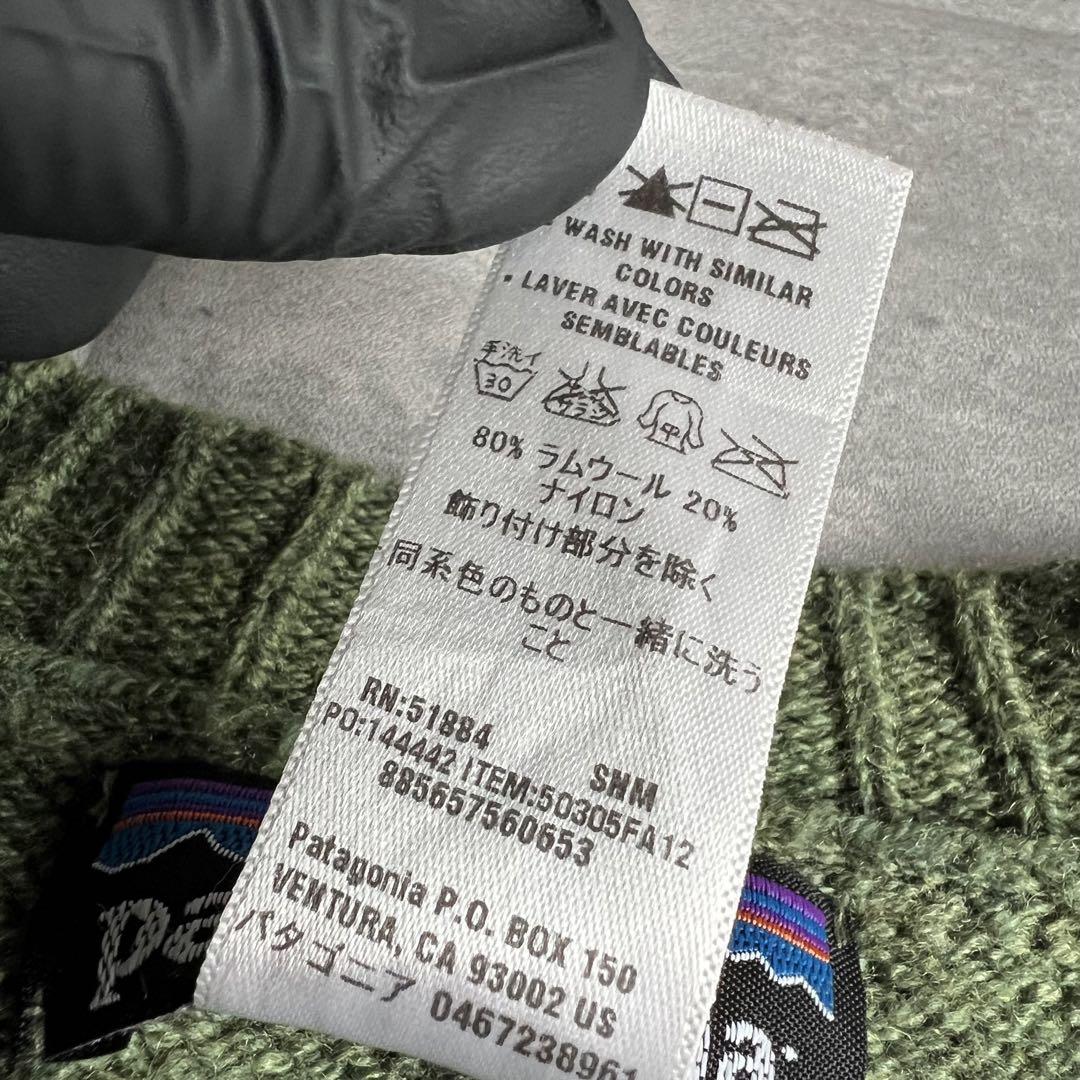 • WASH WITH SIMILAR
COLORS
• LAVER AVEC COULEURS
SEMBLABLES
手洗イ
30
平
80% ラムウール 20%
ナイロン
飾り付け部分を除く
同系色のものと一緒に洗う
こと
RN:51884
SNM
PO:144442 ITEM:50305FA12
885657560653
Patagonia P.O. BOX 150
VENTURA, CA 93002 US
パタゴニア 0467238961
pa
a